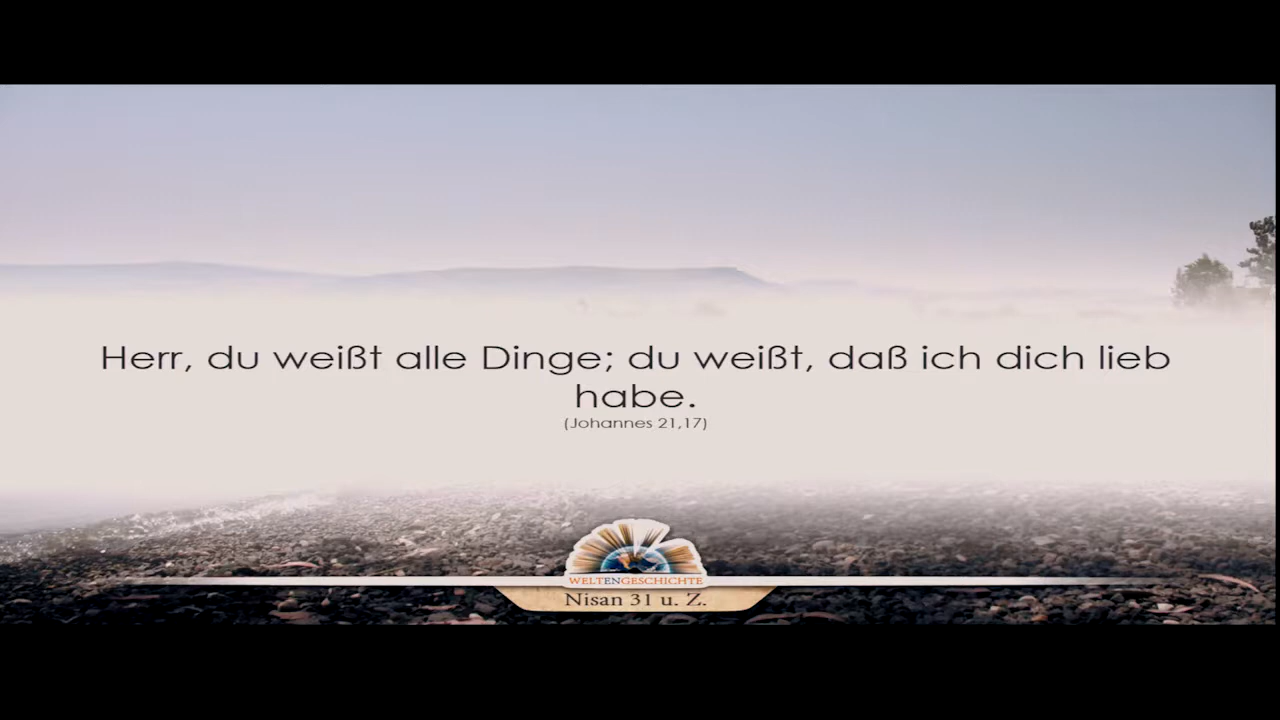 Herr, du weißt alle Dinge; du weißt, daß ich dich lieb
habe.
(Johannes 21,17)
WELTENGESCHICHTE
Nisan 31 u. Z.